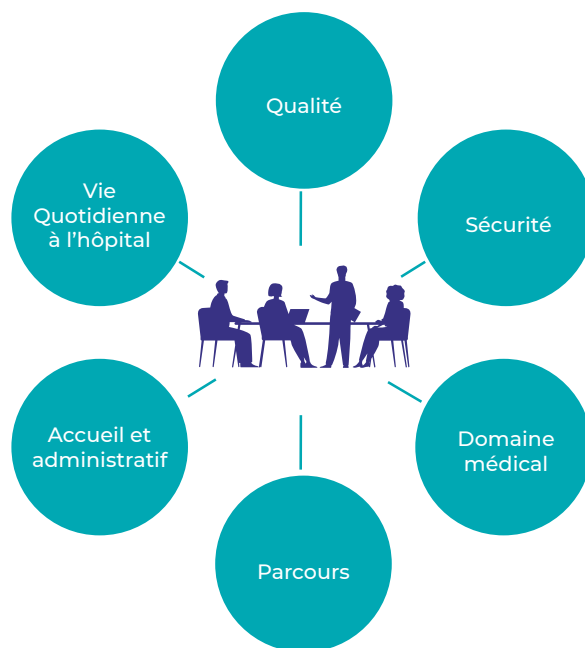 Qualité
Vie
Quotidienne
à l'hôpital
Sécurité
Accueil et
administratif
Domaine
médical
Parcours